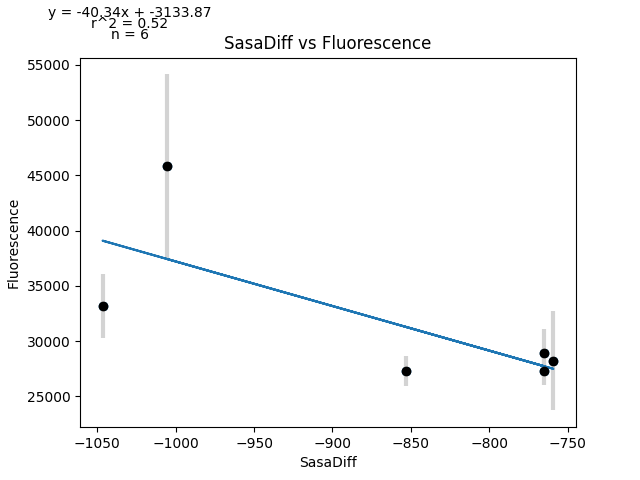 y = -40.34x + -3133.87
r^2 = 0.52
n = 6
SasaDiff vs Fluorescence
55000
50000
45000
40000
35000
30000
25000
Fluorescence
−1050
−1000
−950
−900
−850
−800
−750
SasaDiff